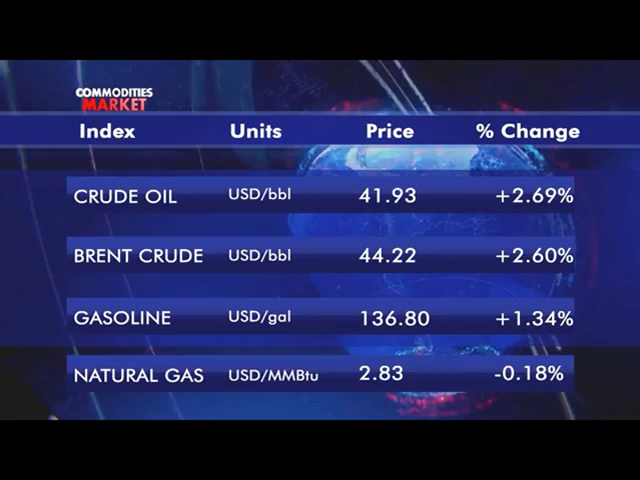 COMMODITIES
MARKET
Index Units Price % Change
CRUDE OIL USD/bbl 41.93 +2.69%
BRENT CRUDE USD/bbl 44.22 +2.60%
GASOLINE USD/gal 136.80 +1.34%
NATURAL GAS USD/MMBtu 2.83 -0.18%